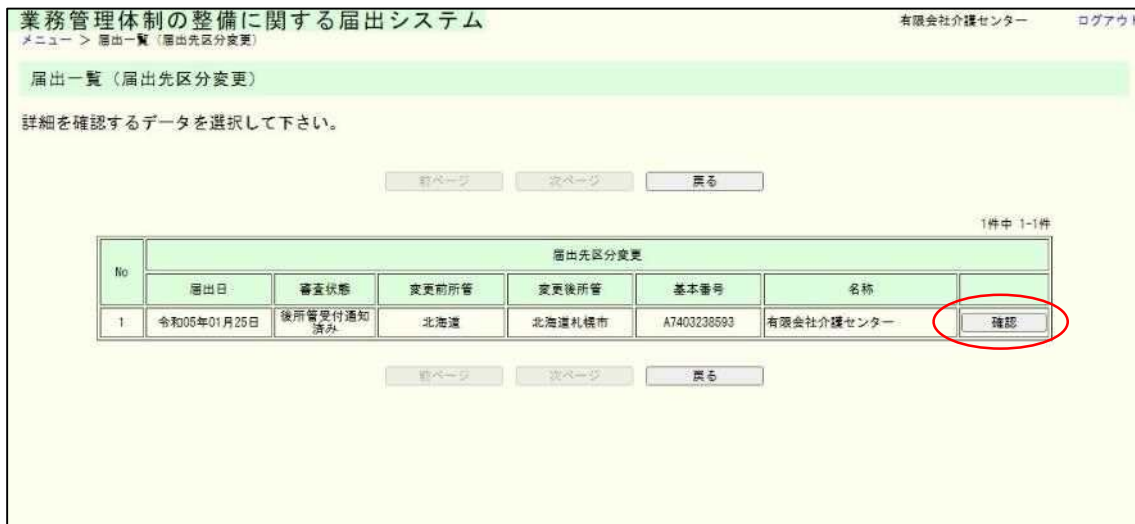 業務管理体制の整備に関する届出システム
有限会社介護センター
ログアウト
メニュー > 届出一覧（届出先区分変更）
届出一覧（届出先区分変更）
詳細を確認するデータを選択して下さい。
前ページ 次ページ 戻る
1件中 1-1件
No 届出先区分変更
届出日 審査状態 変更前所管 変更後所管 基本番号 名称
1 令和05年01月25日 後所管受付通知済み 北海道 北海道札幌市 A7403238593 有限会社介護センター 確認
前ページ 次ページ 戻る